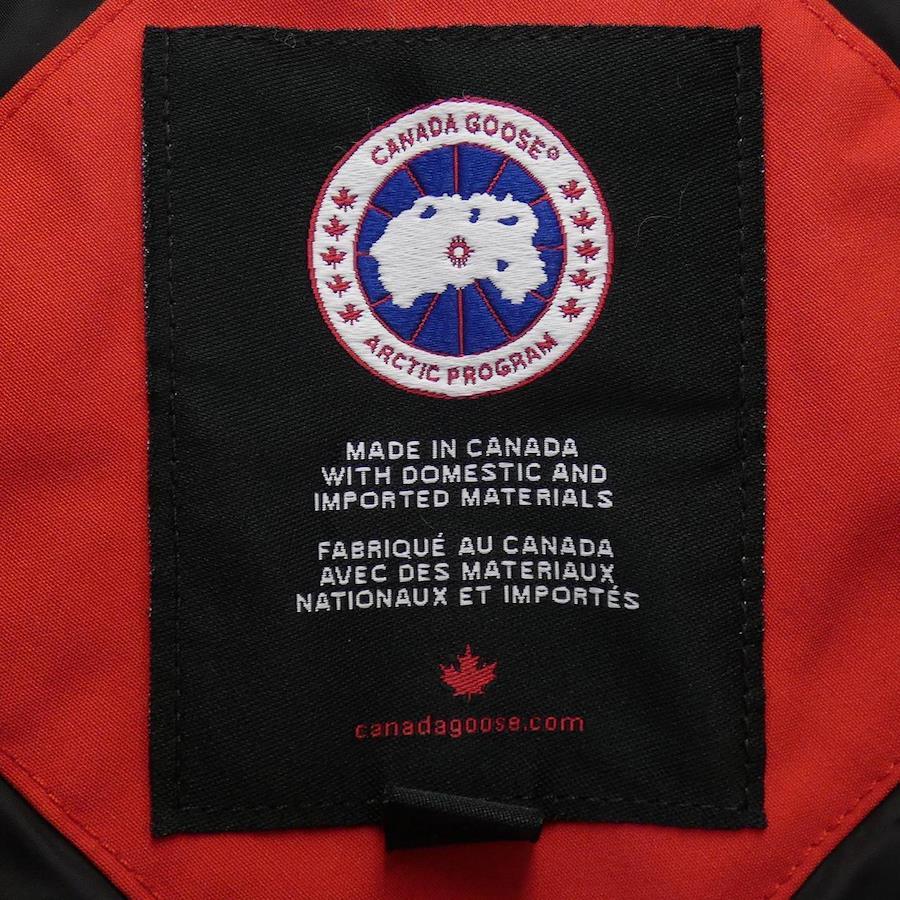 CANADA GOOSE®
ARCTIC PROGRAM
MADE IN CANADA
WITH DOMESTIC AND
IMPORTED MATERIALS
FABRIQUÉ AU CANADA
AVEC DES MATERIAUX
NATIONAUX ET IMPORTÉS
canadagoose.com